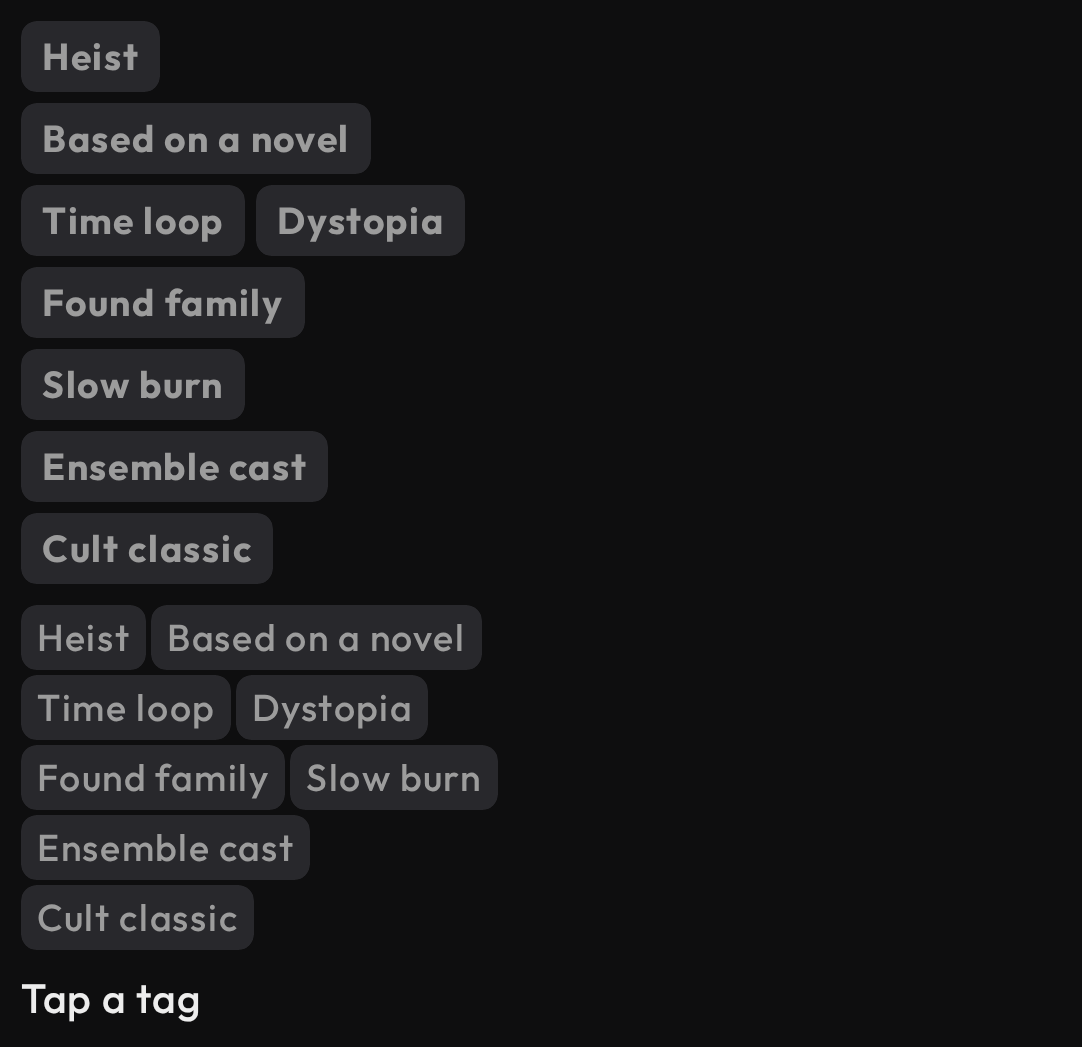 Heist
Based on a novel
Time loop Dystopia
Found family
Slow burn
Ensemble cast
Cult classic
Heist Based on a novel
Time loop Dystopia
Found family Slow burn
Ensemble cast
Cult classic
Tap a tag